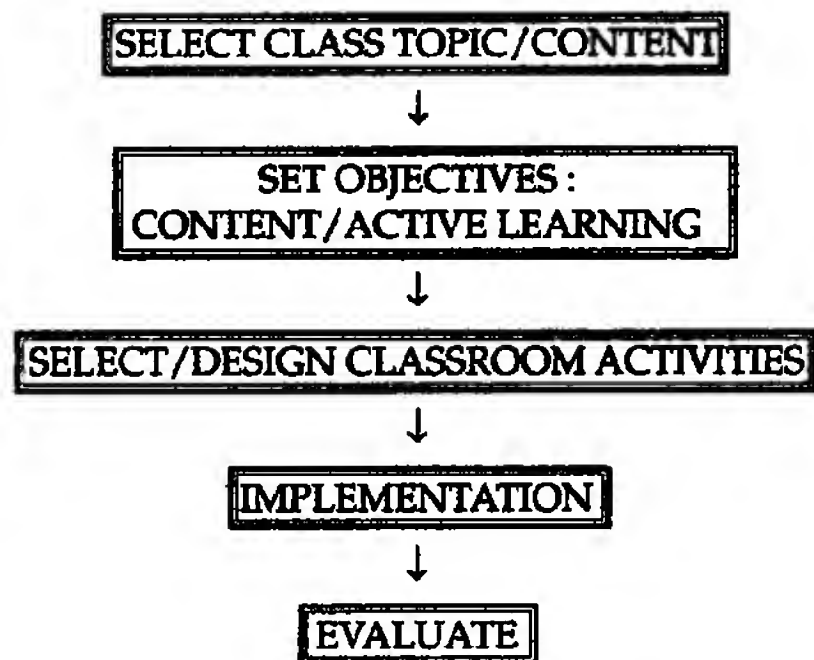 SELECT CLASS TOPIC/CONTENT
↓
SET OBJECTIVES :
CONTENT/ACTIVE LEARNING
↓
SELECT/DESIGN CLASSROOM ACTIVITIES
↓
IMPLEMENTATION
↓
EVALUATE